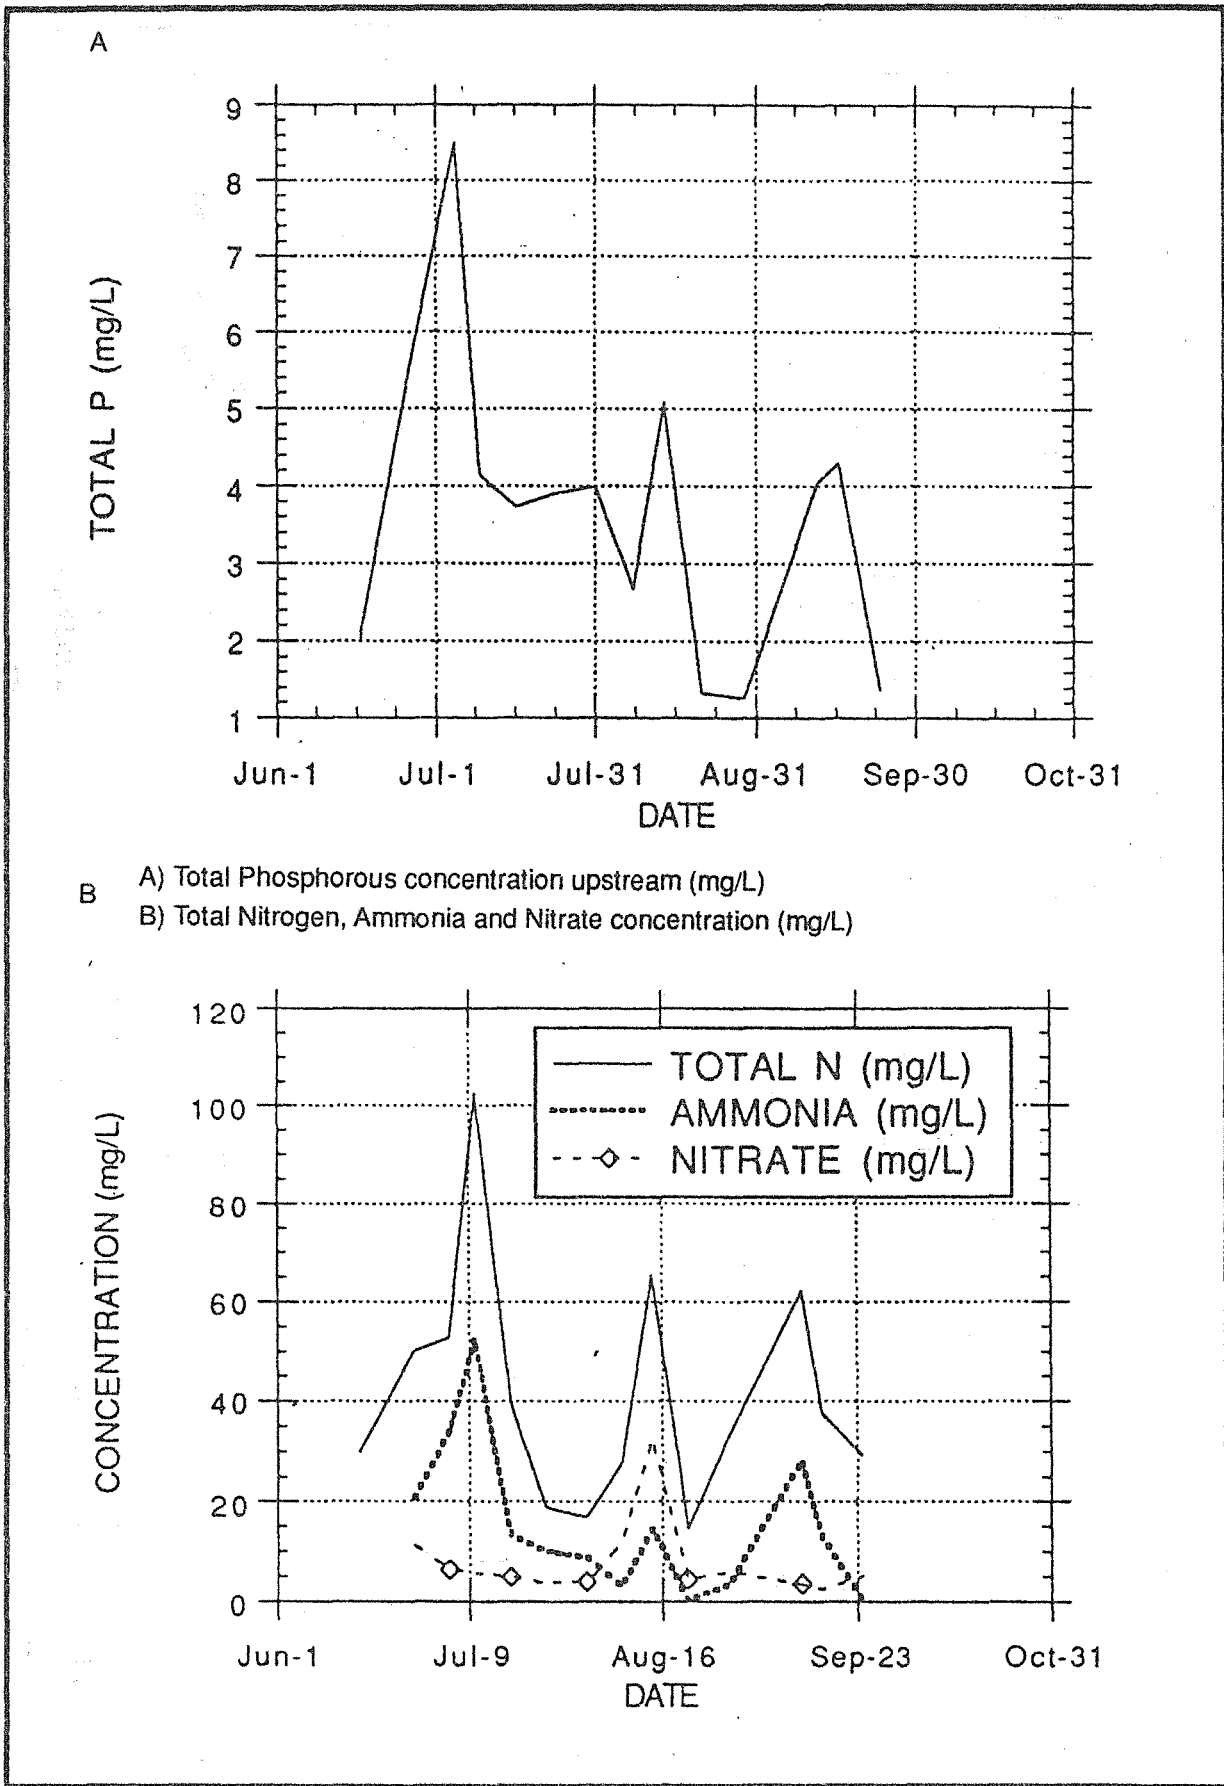 A
9
8
7
6
5
4
3
2
1
TOTAL P (mg/L)
Jun-1 Jul-1 Jul-31 Aug-31 Sep-30 Oct-31
DATE
A) Total Phosphorous concentration upstream (mg/L)
B
B) Total Nitrogen, Ammonia and Nitrate concentration (mg/L)
120
100
80
60
40
20
0
CONCENTRATION (mg/L)
TOTAL N (mg/L)
AMMONIA (mg/L)
NITRATE (mg/L)
Jun-1 Jul-9 Aug-16 Sep-23 Oct-31
DATE